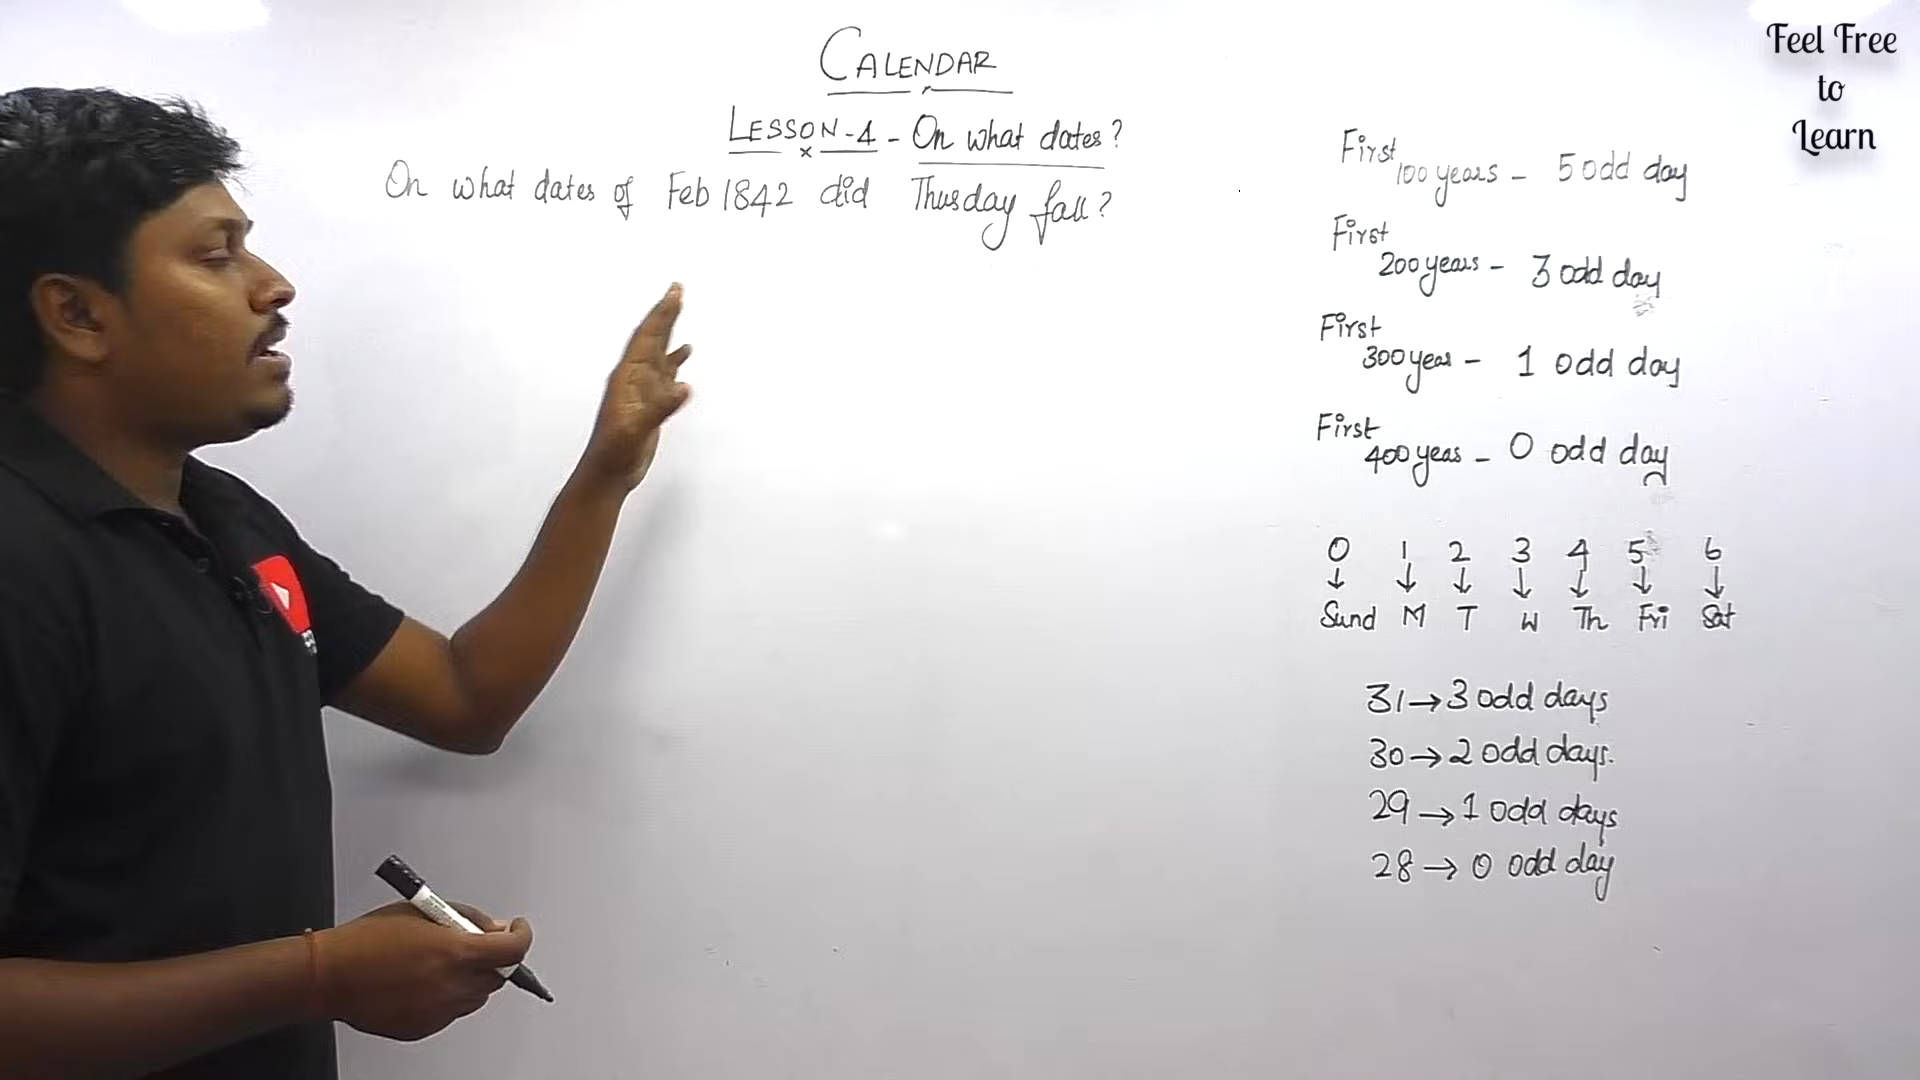 CALENDAR
LESSON-4 - On what dates?
On what dates of Feb 1842 did Thusday fall?
Feel Free
to
Learn
First
100 years - 5 odd day
First
200 years - 3 odd day
First
300 year - 1 odd day
First
400 yeas - 0 odd day
0 1 2 3 4 5 6
↓ ↓ ↓ ↓ ↓ ↓ ↓
Sund M T W Th Fri Sat
31 → 3 odd days
30 → 2 odd days.
29 → 1 odd days
28 → 0 odd day